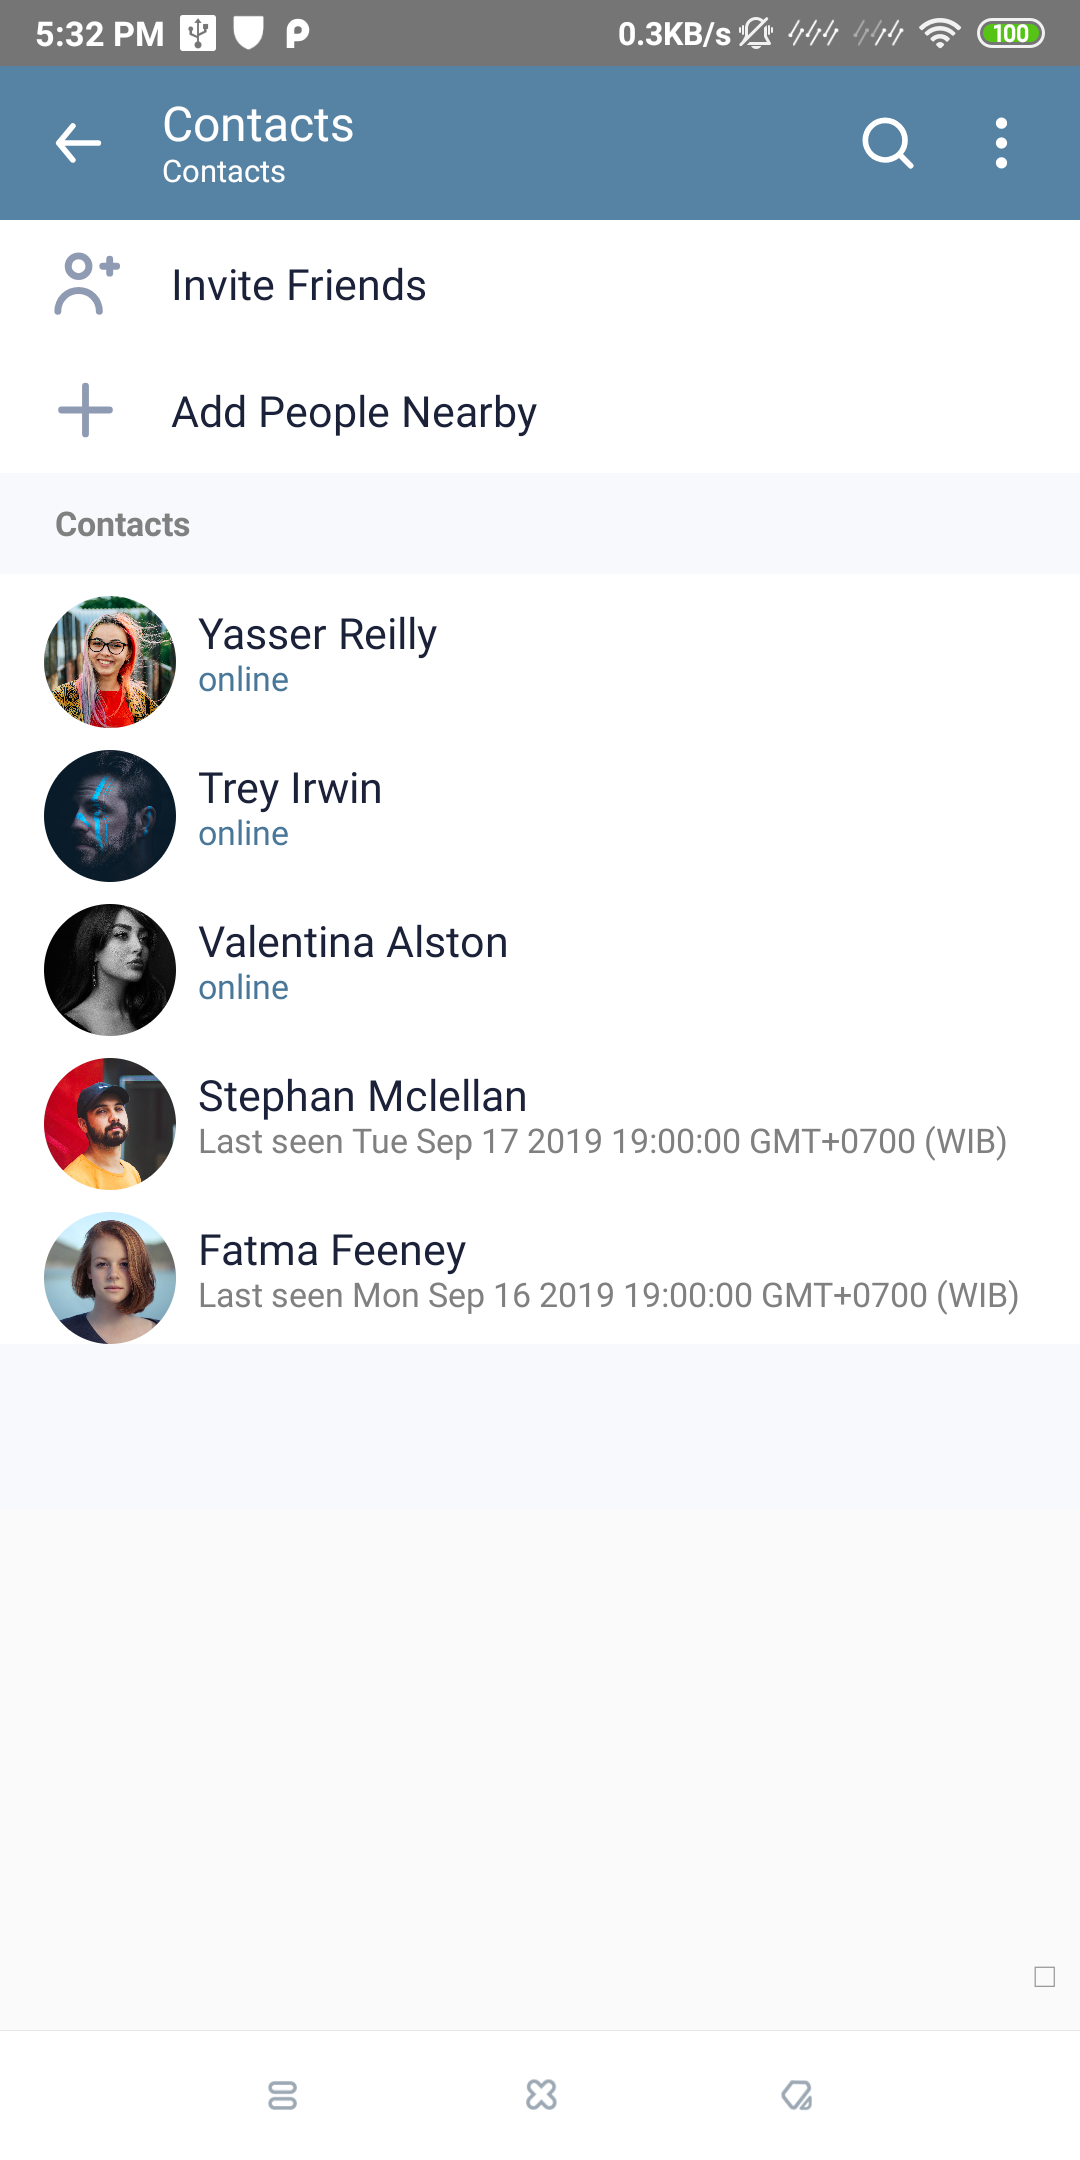 5:32 PM
0.3KB/s
100
Contacts
Contacts
Invite Friends
Add People Nearby
Contacts
Yasser Reilly
online
Trey Irwin
online
Valentina Alston
online
Stephan Mclellan
Last seen Tue Sep 17 2019 19:00:00 GMT+0700 (WIB)
Fatma Feeney
Last seen Mon Sep 16 2019 19:00:00 GMT+0700 (WIB)